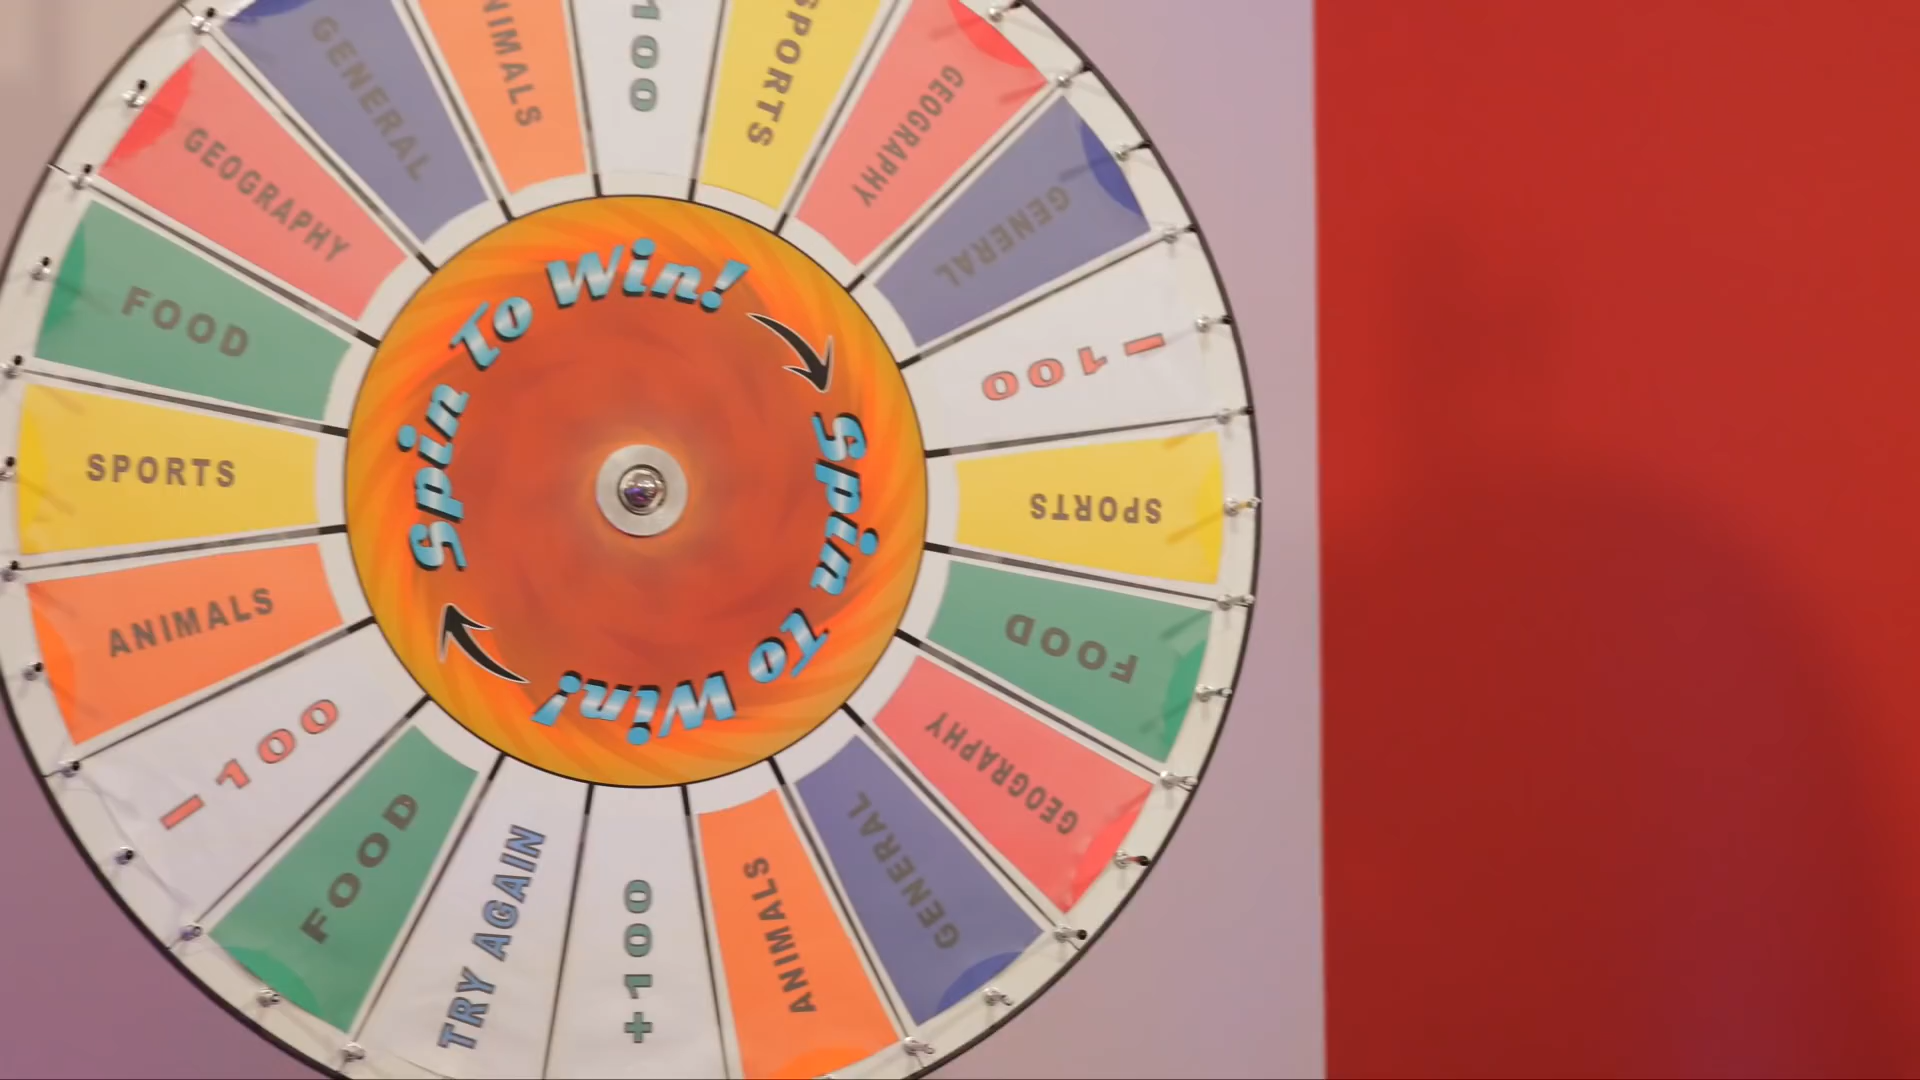 GENERAL
ANIMALS
100
SPORTS
GEOGRAPHY
GENERAL
-100
SPORTS
FOOD
GEOGRAPHY
GENERAL
ANIMALS
+100
TRY AGAIN
FOOD
-100
ANIMALS
SPORTS
FOOD
GEOGRAPHY
Spin To Win!
Spin To Win!